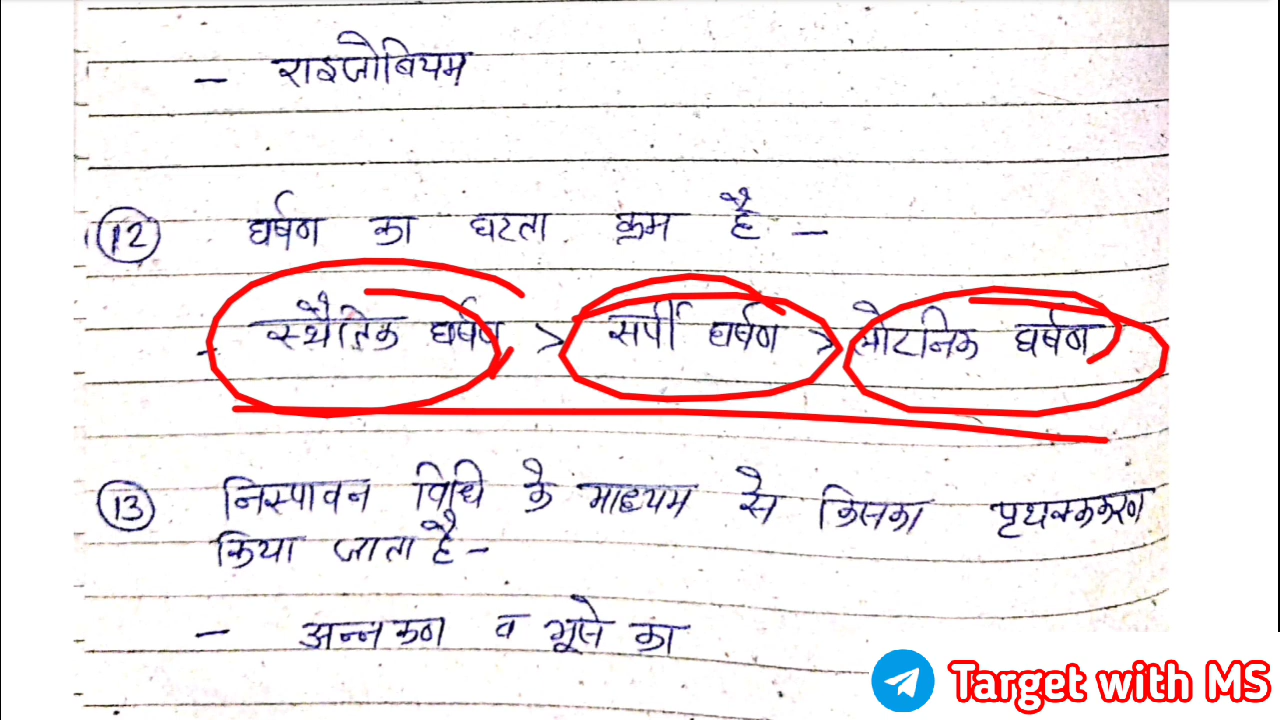 - राइजोबियम
(12) घर्षण का घटता क्रम है -
- स्थैतिक घर्षण > सर्पी घर्षण > लोटनिक घर्षण
(13) निस्पावन विधि के माध्यम से किसका पृथक्ककरण
किया जाता है -
- अन्नकण व भूसे का
Target with MS